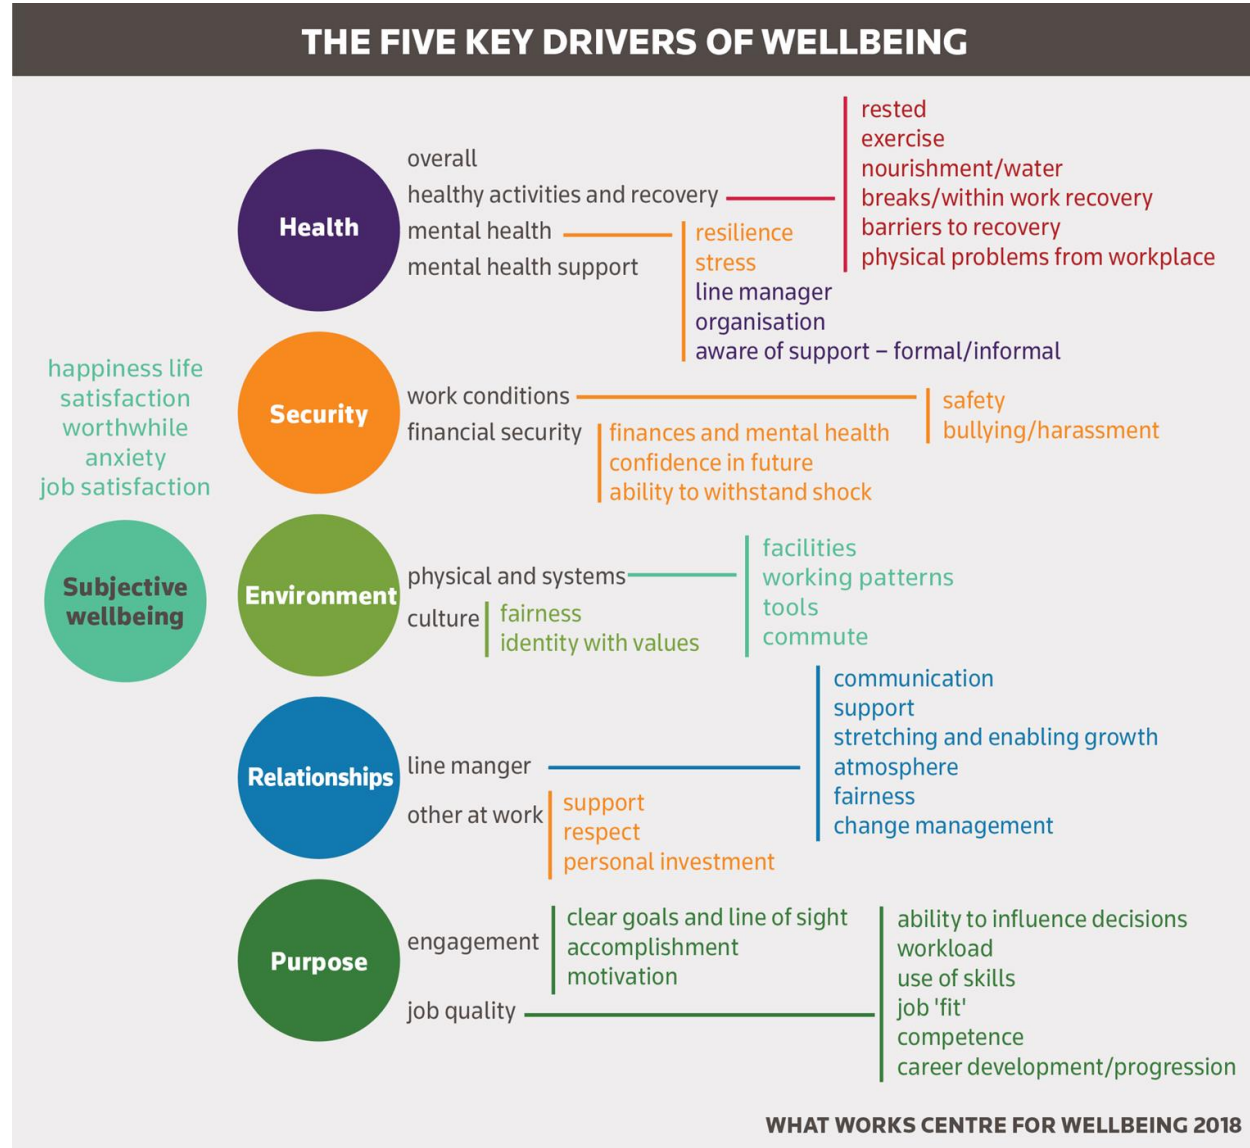 THE FIVE KEY DRIVERS OF WELLBEING
Health
overall
healthy activities and recovery
rested
exercise
nourishment/water
breaks/within work recovery
barriers to recovery
physical problems from workplace
mental health
mental health support
resilience
stress
line manager
organisation
aware of support – formal/informal
happiness life
satisfaction
worthwhile
anxiety
job satisfaction
Subjective
wellbeing
Security
work conditions
safety
bullying/harassment
financial security
finances and mental health
confidence in future
ability to withstand shock
Environment
physical and systems
facilities
working patterns
tools
commute
culture
fairness
identity with values
Relationships
line manger
communication
support
stretching and enabling growth
atmosphere
fairness
change management
other at work
support
respect
personal investment
Purpose
engagement
clear goals and line of sight
accomplishment
motivation
job quality
ability to influence decisions
workload
use of skills
job 'fit'
competence
career development/progression
WHAT WORKS CENTRE FOR WELLBEING 2018